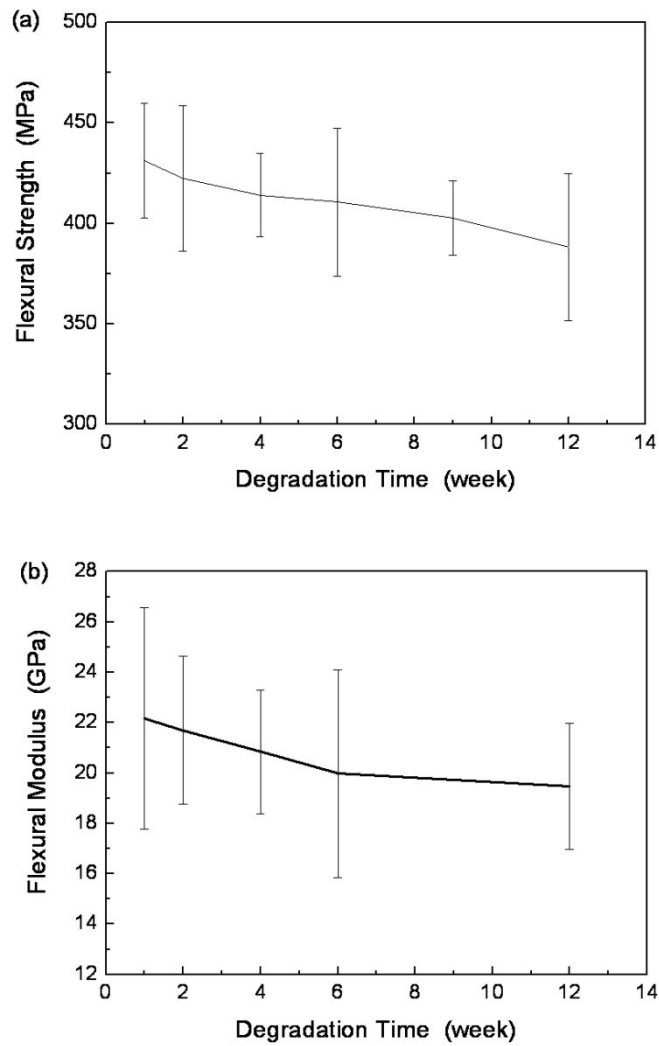 (a)
Flexural Strength (MPa)
500
450
400
350
300
0 2 4 6 8 10 12 14
Degradation Time (week)
(b)
Flexural Modulus (GPa)
28
26
24
22
20
18
16
14
12
0 2 4 6 8 10 12 14
Degradation Time (week)